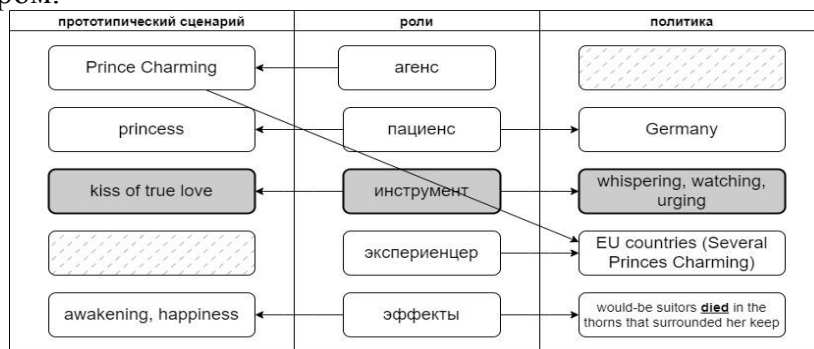 ром.
прототипический сценарий роли политика
Prince Charming агенс
princess пациенс Germany
kiss of true love инструмент whispering, watching,
urging
экспериенцер EU countries (Several
Princes Charming)
awakening, happiness эффекты would-be suitors died in the
thorns that surrounded her keep